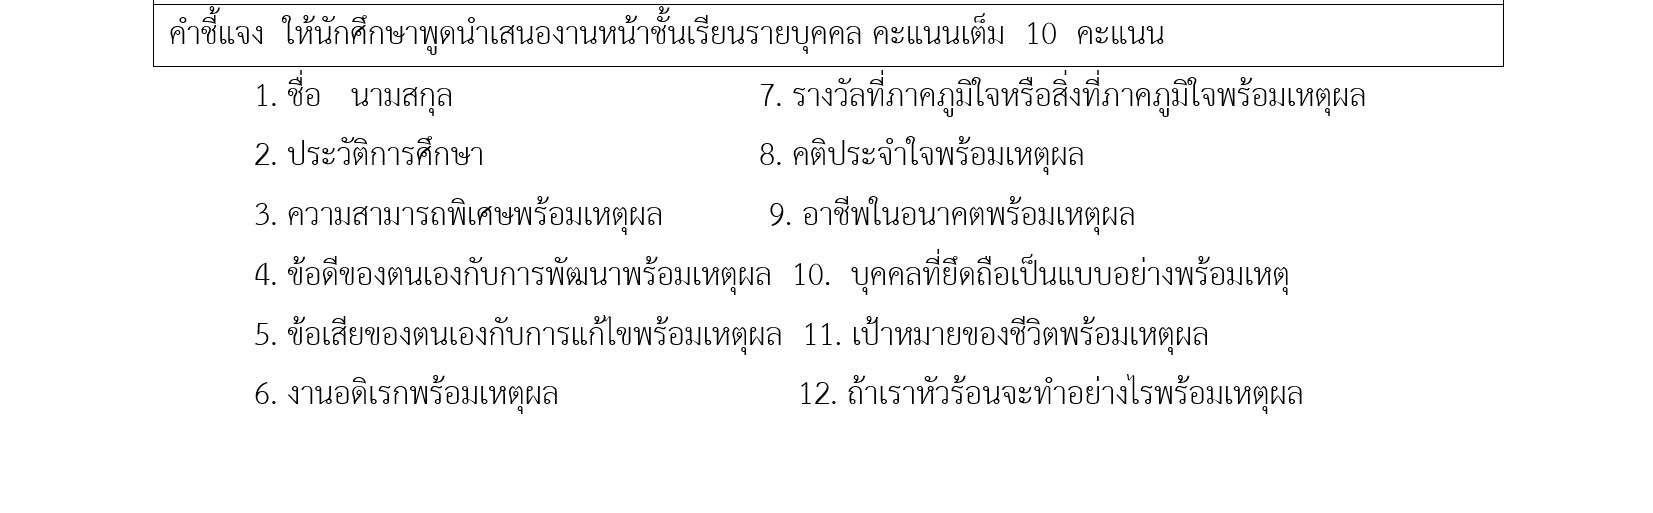 คำชี้แจง ให้นักศึกษาพูดนำเสนองานหน้าชั้นเรียนรายบุคคล คะแนนเต็ม 10 คะแนน
1. ชื่อ นามสกุล 7. รางวัลที่ภาคภูมิใจหรือสิ่งที่ภาคภูมิใจพร้อมเหตุผล
2. ประวัติการศึกษา 8. คติประจำใจพร้อมเหตุผล
3. ความสามารถพิเศษพร้อมเหตุผล 9. อาชีพในอนาคตพร้อมเหตุผล
4. ข้อดีของตนเองกับการพัฒนาพร้อมเหตุผล 10. บุคคลที่ยึดถือเป็นแบบอย่างพร้อมเหตุ
5. ข้อเสียของตนเองกับการแก้ไขพร้อมเหตุผล 11. เป้าหมายของชีวิตพร้อมเหตุผล
6. งานอดิเรกพร้อมเหตุผล 12. ถ้าเราหัวร้อนจะทำอย่างไรพร้อมเหตุผล